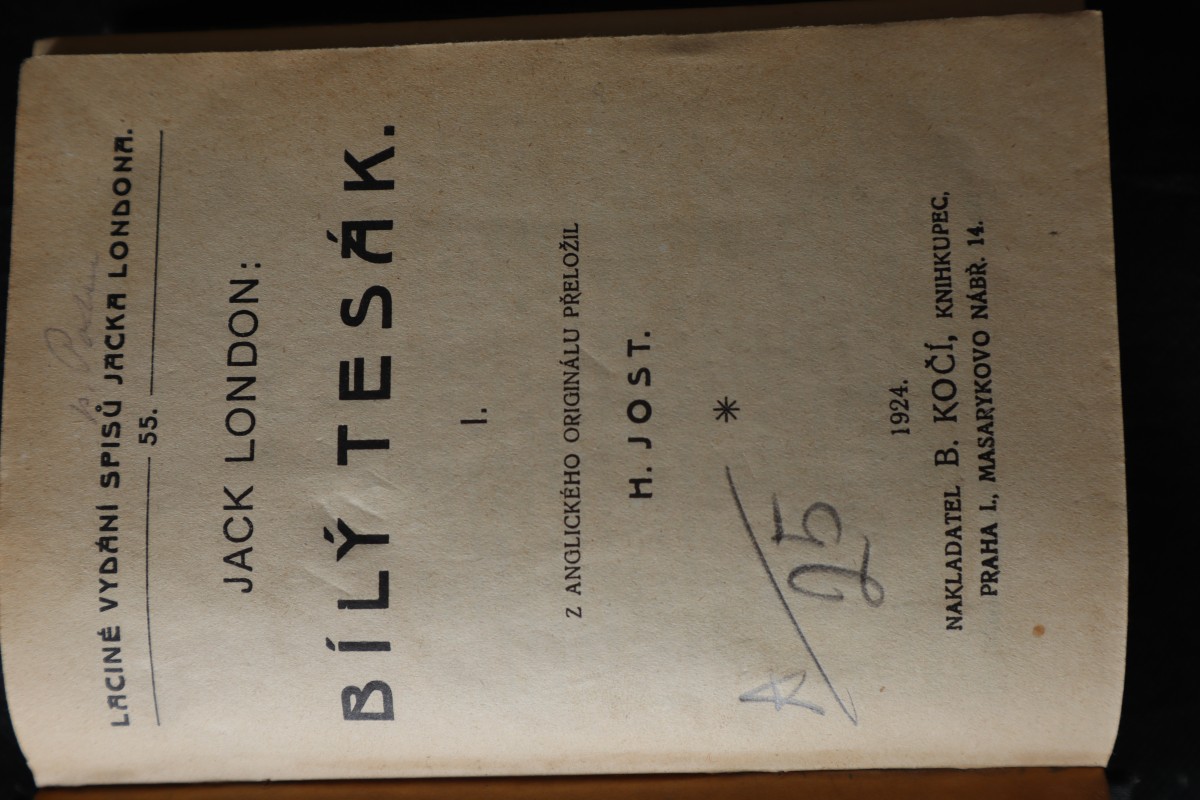 LACINÉ VYDÁNÍ SPISŮ JACKA LONDONA.
55.
JACK LONDON:
BÍLÝ TESÁK.
I.
Z ANGLICKÉHO ORIGINÁLU PŘELOŽIL
H. JOST.
*
A/25
1924.
NAKLADATEL B. KOČÍ, KNIHKUPEC,
PRAHA I., MASARYKOVO NÁBŘ. 14.